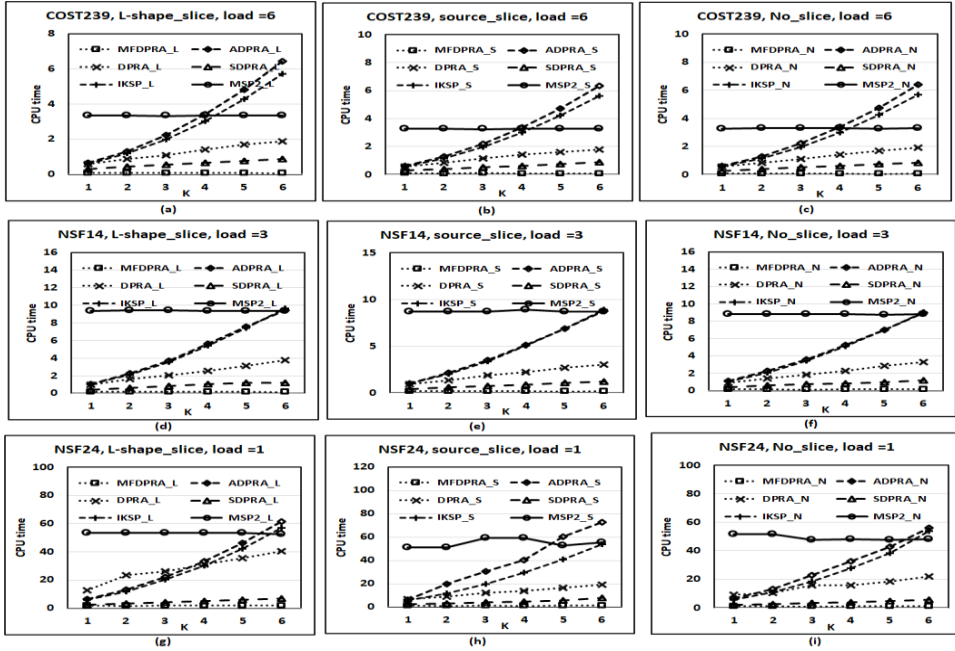 COST239, L-shape_slice, load =6
8
6
4
2
0
CPU time
MFDPRA_L
ADPRA_L
DPRA_L
SDPRA_L
IKSP_L
MSP2_L
1 2 3 4 5 6
K
(a)
COST239, source_slice, load =6
10
8
6
4
2
0
CPU time
MFDPRA_S
ADPRA_S
DPRA_S
SDPRA_S
IKSP_S
MSP2_S
1 2 3 4 5 6
K
(b)
COST239, No_slice, load =6
10
8
6
4
2
0
CPU time
MFDPRA_N
ADPRA_N
DPRA_N
SDPRA_N
IKSP_N
MSP2_N
1 2 3 4 5 6
K
(c)
NSF14, L-shape_slice, load =3
16
14
12
10
8
6
4
2
0
CPU time
MFDPRA_L
ADPRA_L
DPRA_L
SDPRA_L
IKSP_L
MSP2_L
1 2 3 4 5 6
K
(d)
NSF14, source_slice, load =3
15
10
5
0
CPU time
MFDPRA_S
ADPRA_S
DPRA_S
SDPRA_S
IKSP_S
MSP2_S
1 2 3 4 5 6
K
(e)
NSF14, No_slice, load =3
16
14
12
10
8
6
4
2
0
CPU time
MFDPRA_N
ADPRA_N
DPRA_N
SDPRA_N
IKSP_N
MSP2_N
1 2 3 4 5 6
K
(f)
NSF24, L-shape_slice, load =1
100
80
60
40
20
0
CPU time
MFDPRA_L
ADPRA_L
DPRA_L
SDPRA_L
IKSP_L
MSP2_L
1 2 3 4 5 6
K
(g)
NSF24, source_slice, load =1
120
100
80
60
40
20
0
CPU time
MFDPRA_S
ADPRA_S
DPRA_S
SDPRA_S
IKSP_S
MSP2_S
1 2 3 4 5 6
K
(h)
NSF24, No_slice, load =1
100
80
60
40
20
0
CPU time
MFDPRA_N
ADPRA_N
DPRA_N
SDPRA_N
IKSP_N
MSP2_N
1 2 3 4 5 6
K
(i)